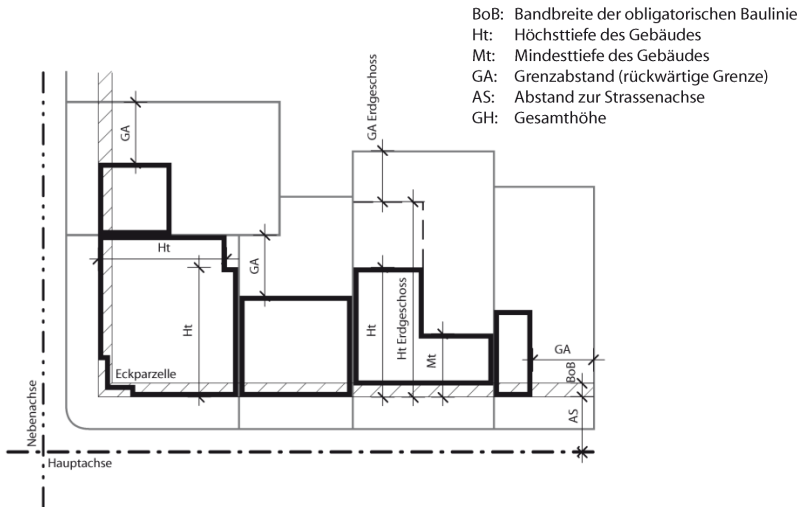 BoB: Bandbreite der obligatorischen Baulinie
Ht: Höchsttiefe des Gebäudes
Mt: Mindesttiefe des Gebäudes
GA: Grenzabstand (rückwärtige Grenze)
AS: Abstand zur Strassenachse
GH: Gesamthöhe
GA Erdgeschoss
GA
Ht
GA
Ht
Ht
Ht Erdgeschoss
Mt
GA
BoB
Eckparzelle
AS
Nebenachse
Hauptachse